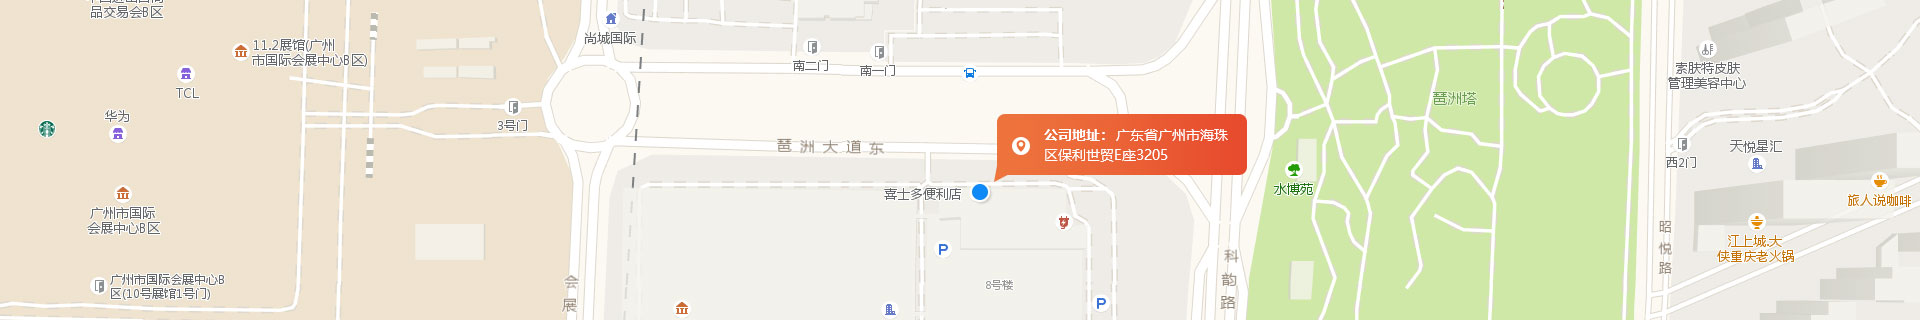 品交易会B区
11.2展馆(广州
市国际会展中心B区)
TCL
华为
3号门
广州市国际
会展中心B区
广州市国际会展中心B
区(10号展馆1号门)
尚城国际
南二门
南一门
琶洲大道东
会展
喜士多便利店
公司地址：广东省广州市海珠
区保利世贸E座3205
P
8号楼
P
科韵路
水博苑
琶洲塔
索肤特皮肤
管理美容中心
西2门
天悦星汇
旅人说咖啡
江上城.大
侠重庆老火锅
昭悦路